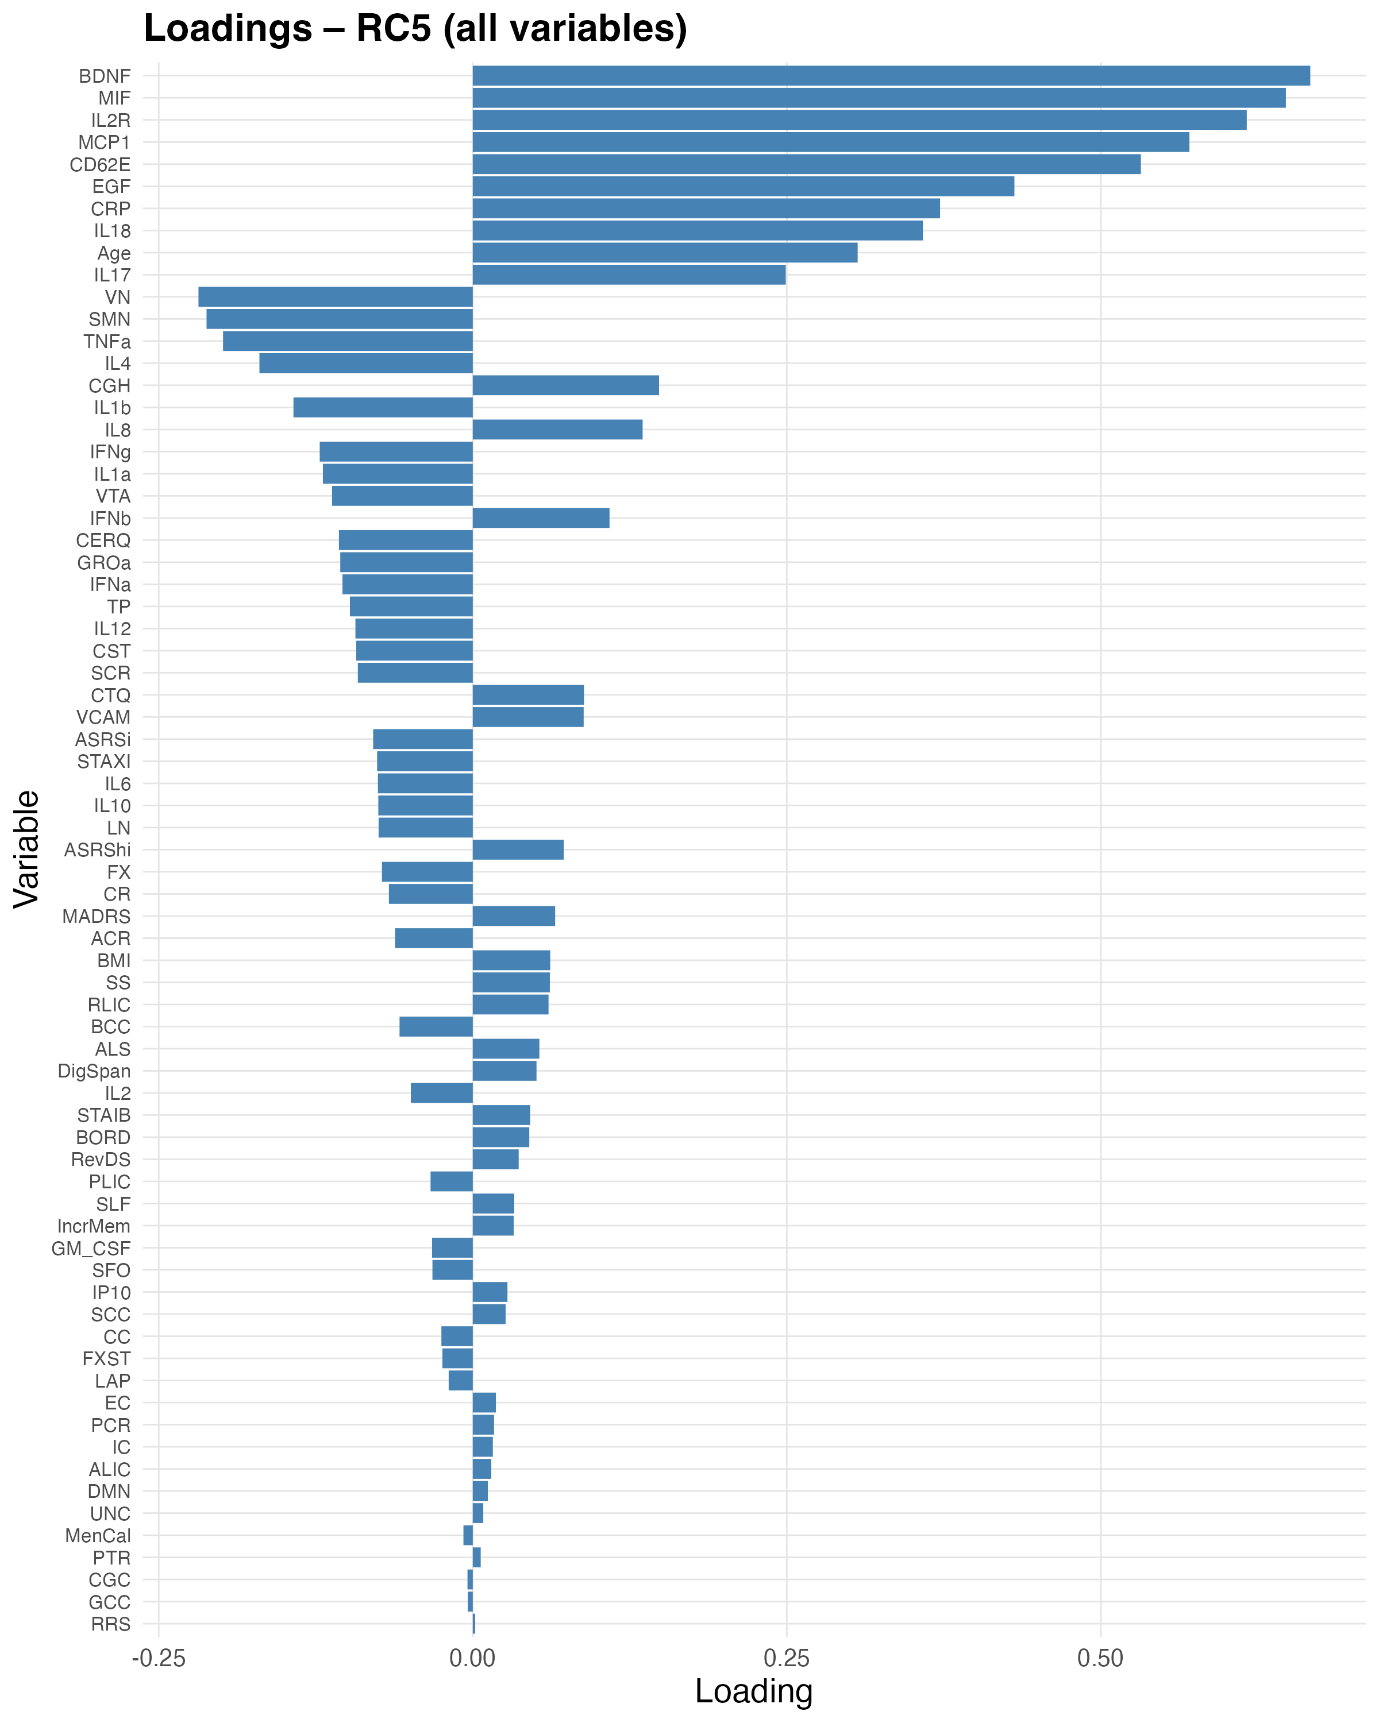 Loadings – RC5 (all variables)
BDNF
MIF
IL2R
MCP1
CD62E
EGF
CRP
IL18
Age
IL17
VN
SMN
TNFa
IL4
CGH
IL1b
IL8
IFNg
IL1a
VTA
IFNb
CERQ
GROa
IFNa
TP
IL12
CST
SCR
CTQ
VCAM
ASRSi
STAXI
IL6
IL10
LN
ASRShi
FX
CR
MADRS
ACR
BMI
SS
RLIC
BCC
ALS
DigSpan
IL2
STAIB
BORD
RevDS
PLIC
SLF
IncrMem
GM_CSF
SFO
IP10
SCC
CC
FXST
LAP
EC
PCR
IC
ALIC
DMN
UNC
MenCal
PTR
CGC
GCC
RRS
Variable
-0.25 0.00 0.25 0.50
Loading